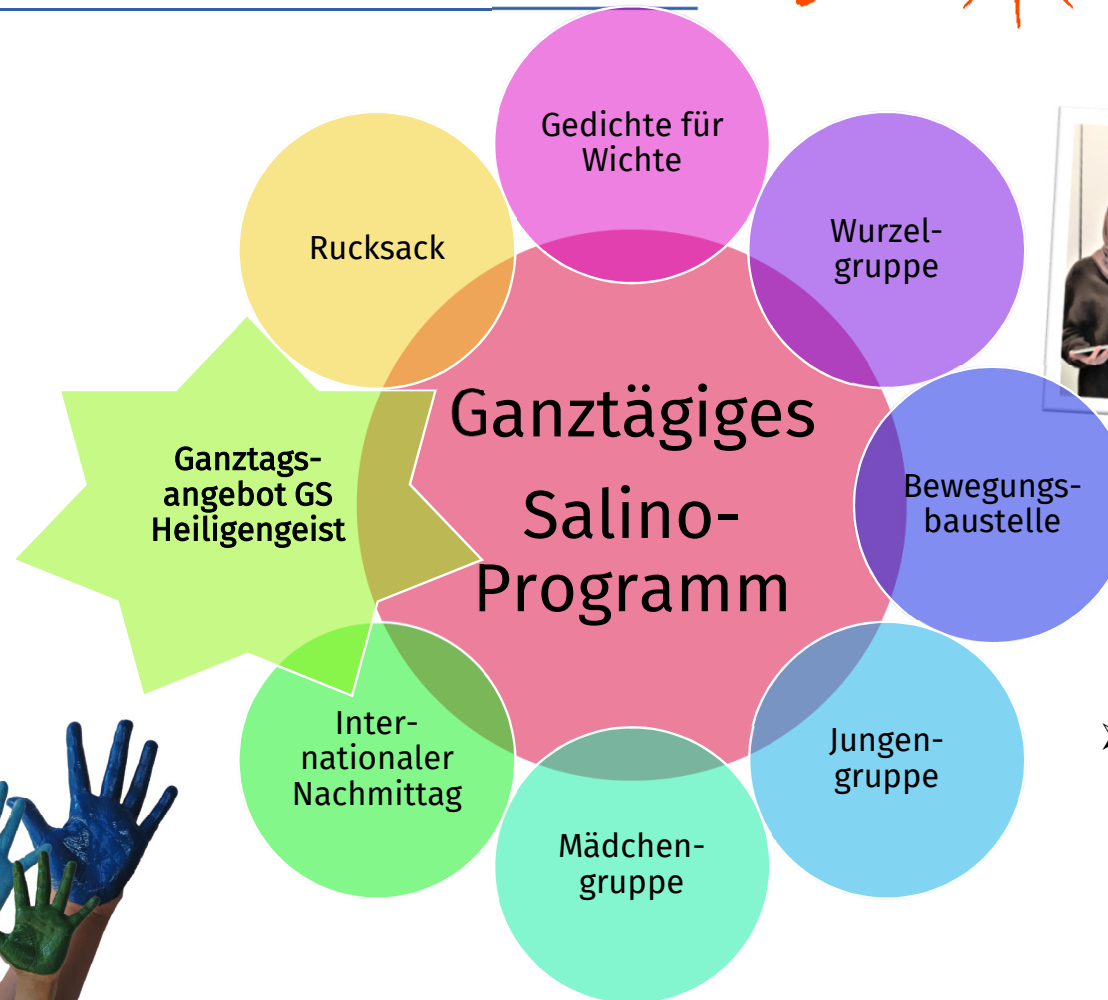 Gedichte für
Wichte
Rucksack
Wurzel-
gruppe
Ganztägiges
Salino-
Programm
Ganztags-
angebot GS
Heiligengeist
Bewegungs-
baustelle
Inter-
nationaler
Nachmittag
Jungen-
gruppe
Mädchen-
gruppe